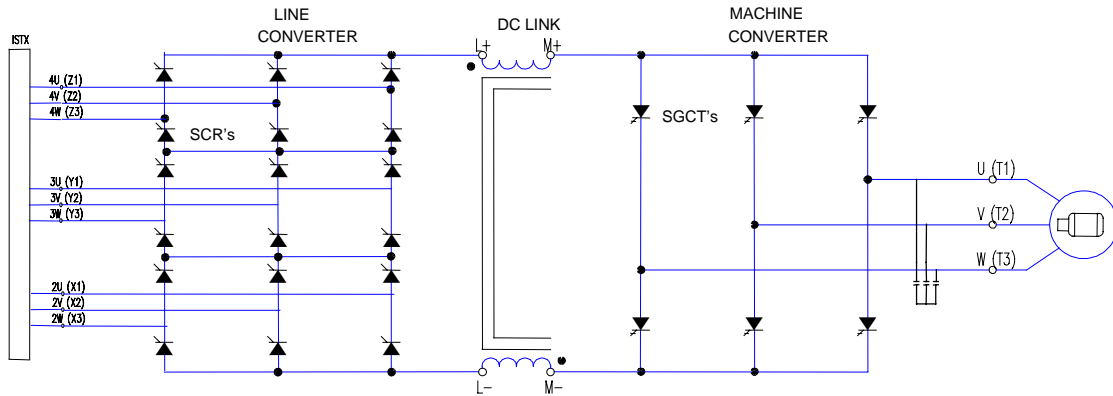 LINE
CONVERTER
DC LINK
MACHINE
CONVERTER
ISTX
L+
M+
4U (Z1)
4V (Z2)
4W (Z3)
SCR's
SGCT's
3U (Y1)
3V (Y2)
3W (Y3)
U (T1)
V (T2)
W (T3)
2U (X1)
2V (X2)
2W (X3)
L-
M-